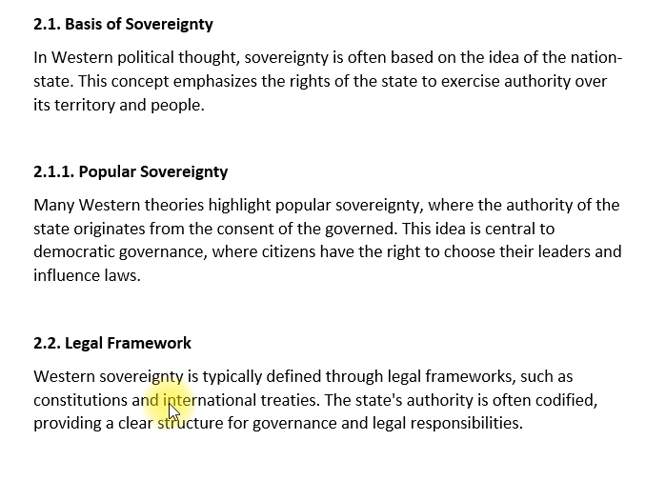 2.1. Basis of Sovereignty
In Western political thought, sovereignty is often based on the idea of the nation-
state. This concept emphasizes the rights of the state to exercise authority over
its territory and people.
2.1.1. Popular Sovereignty
Many Western theories highlight popular sovereignty, where the authority of the
state originates from the consent of the governed. This idea is central to
democratic governance, where citizens have the right to choose their leaders and
influence laws.
2.2. Legal Framework
Western sovereignty is typically defined through legal frameworks, such as
constitutions and international treaties. The state's authority is often codified,
providing a clear structure for governance and legal responsibilities.